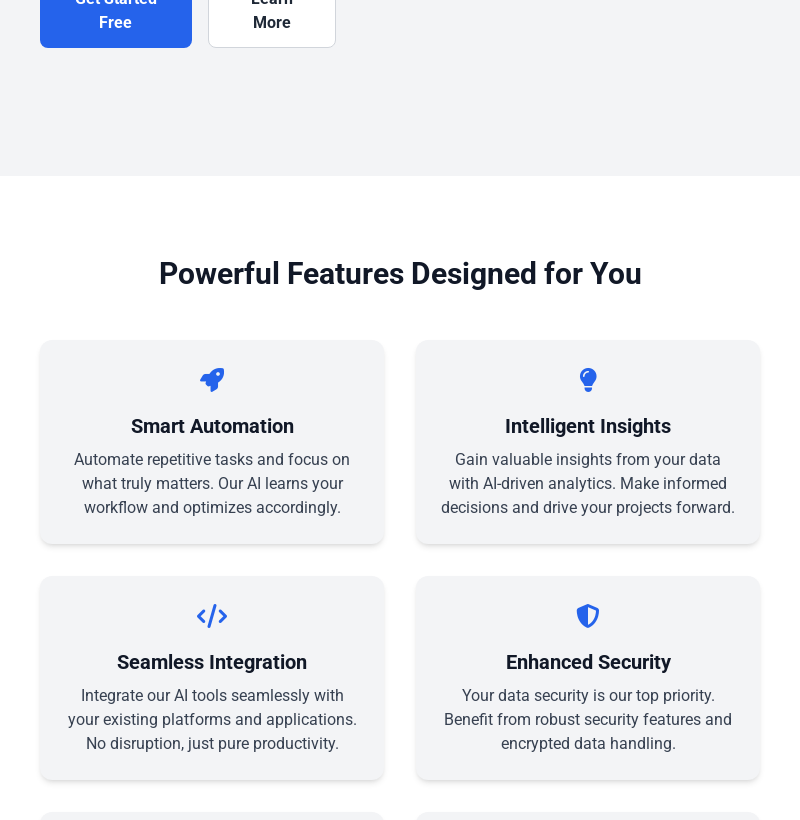 Get Started
Free
Learn
More
Powerful Features Designed for You
Smart Automation
Automate repetitive tasks and focus on
what truly matters. Our AI learns your
workflow and optimizes accordingly.
Intelligent Insights
Gain valuable insights from your data
with AI-driven analytics. Make informed
decisions and drive your projects forward.
Seamless Integration
Integrate our AI tools seamlessly with
your existing platforms and applications.
No disruption, just pure productivity.
Enhanced Security
Your data security is our top priority.
Benefit from robust security features and
encrypted data handling.